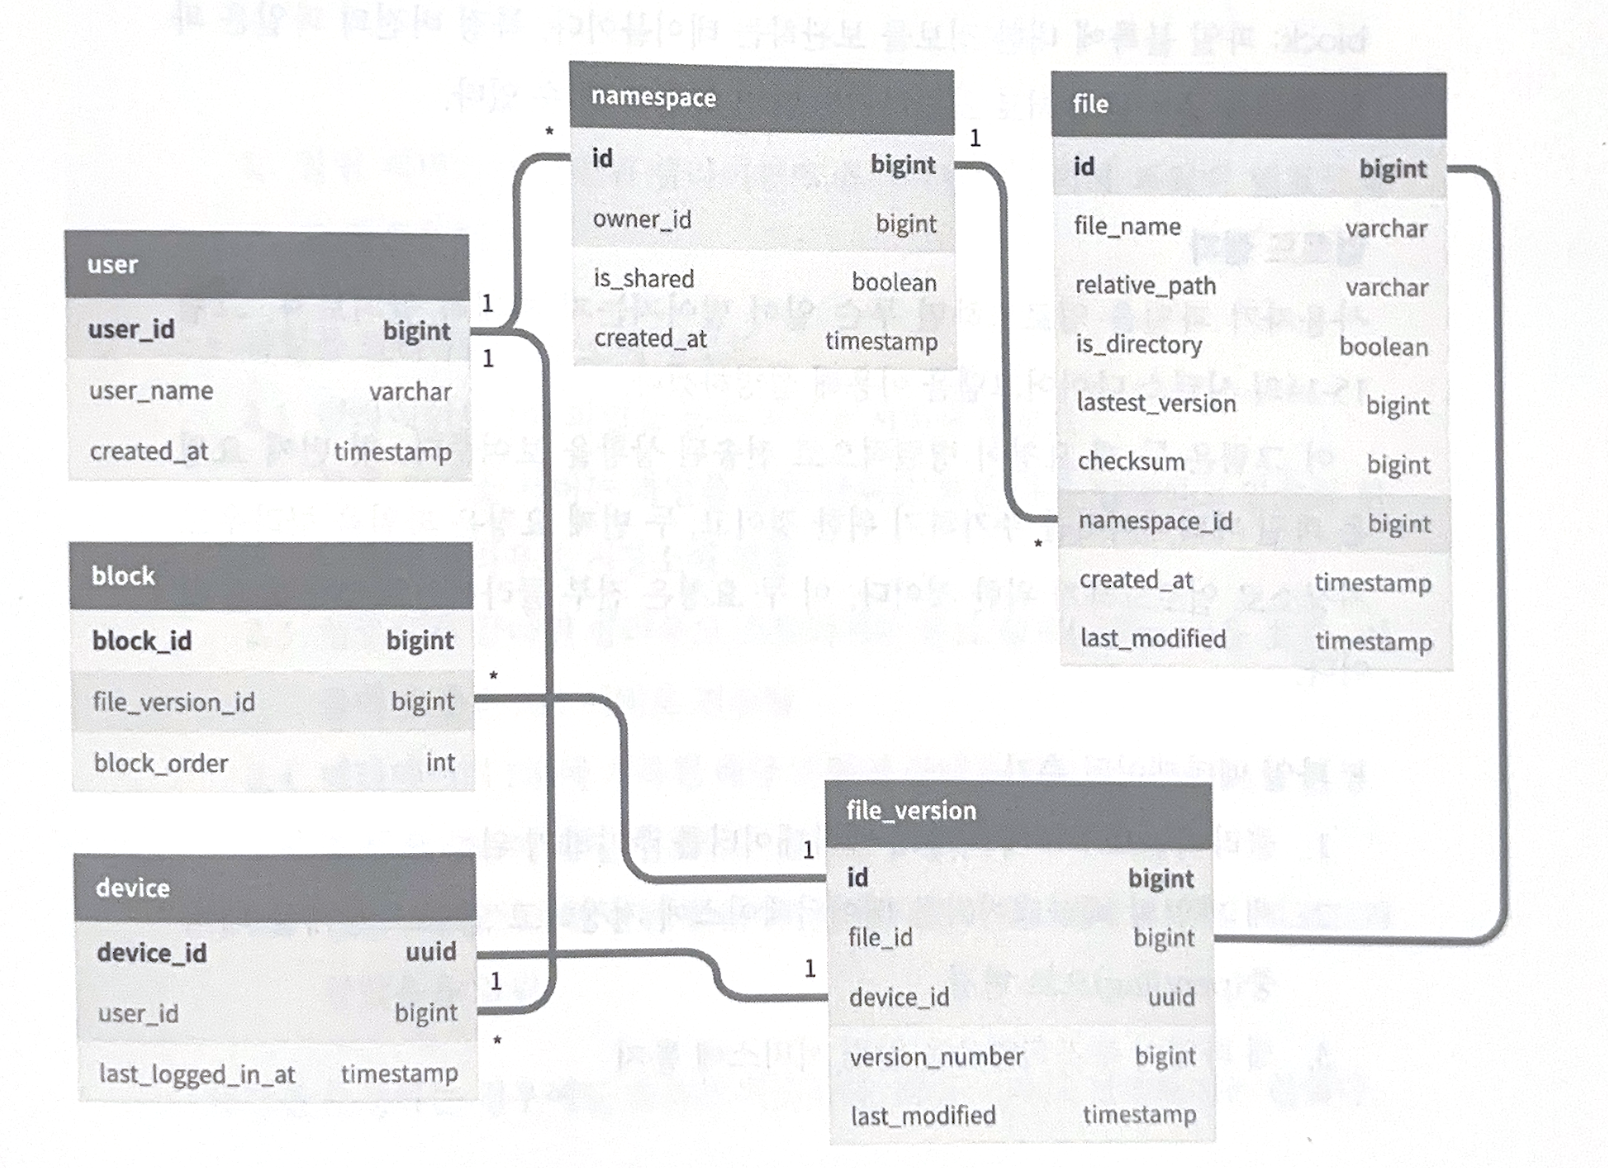 namespace
id bigint
owner_id bigint
is_shared boolean
created_at timestamp
file
id bigint
file_name varchar
relative_path varchar
is_directory boolean
lastest_version bigint
checksum bigint
namespace_id bigint
created_at timestamp
last_modified timestamp
user
user_id bigint
user_name varchar
created_at timestamp
block
block_id bigint
file_version_id bigint
block_order int
device
device_id uuid
user_id bigint
last_logged_in_at timestamp
file_version
id bigint
file_id bigint
device_id uuid
version_number bigint
last_modified timestamp
*
1
1
1
*
*
1
1
1
*